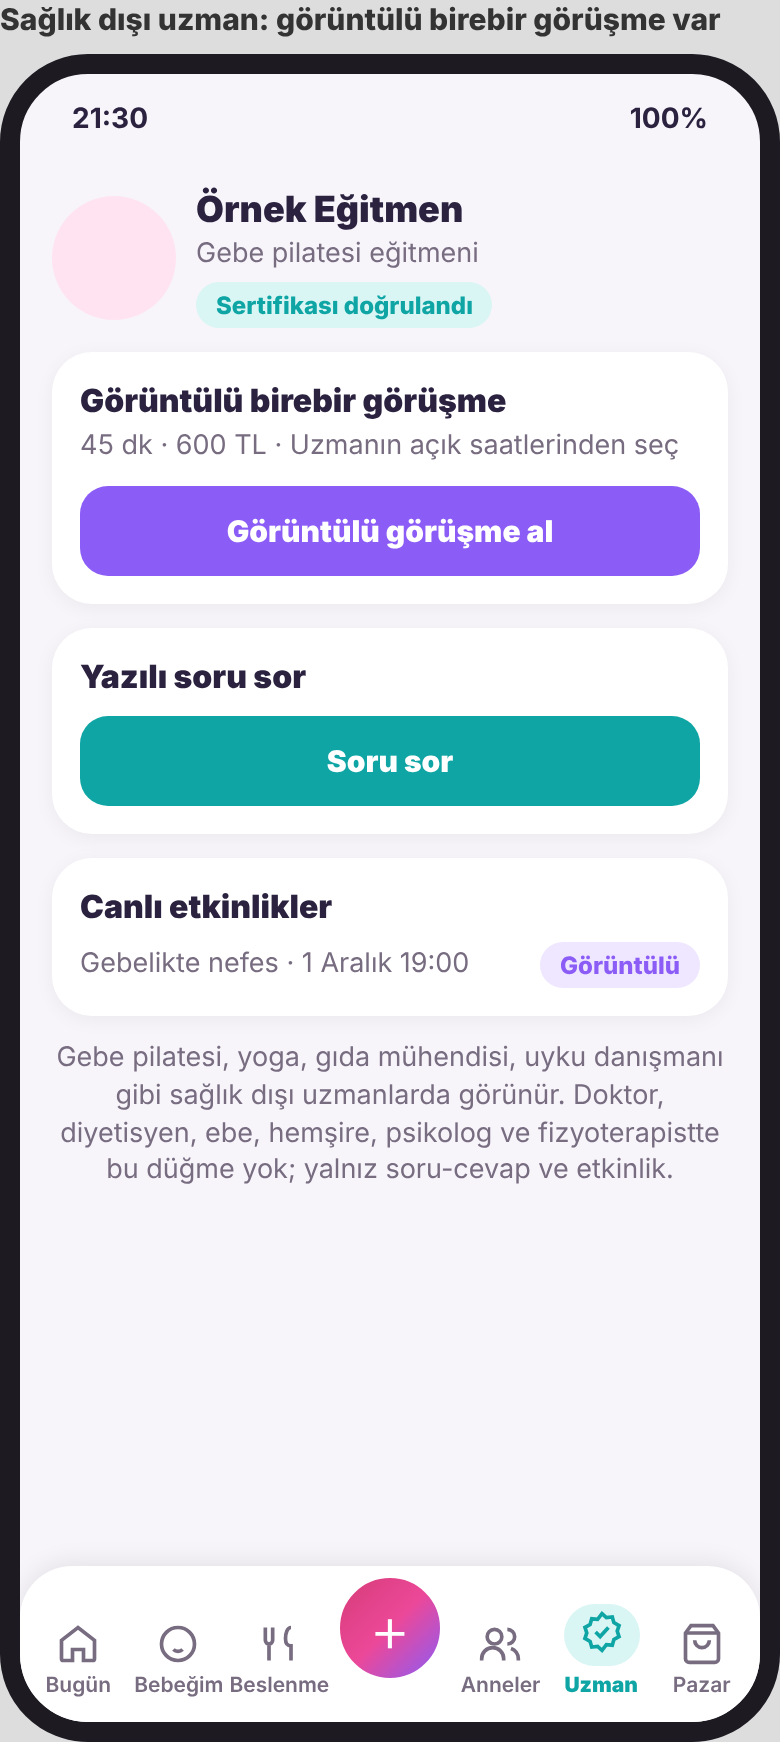 Sağlık dışı uzman: görüntülü birebir görüşme var
21:30
100%
Örnek Eğitmen
Gebe pilatesi eğitmeni
Sertifikası doğrulandı
Görüntülü birebir görüşme
45 dk · 600 TL · Uzmanın açık saatlerinden seç
Görüntülü görüşme al
Yazılı soru sor
Soru sor
Canlı etkinlikler
Gebelikte nefes · 1 Aralık 19:00
Görüntülü
Gebe pilatesi, yoga, gıda mühendisi, uyku danışmanı
gibi sağlık dışı uzmanlarda görünür. Doktor,
diyetisyen, ebe, hemşire, psikolog ve fizyoterapistte
bu düğme yok; yalnız soru-cevap ve etkinlik.
+
Bugün
Bebeğim
Beslenme
Anneler
Uzman
Pazar